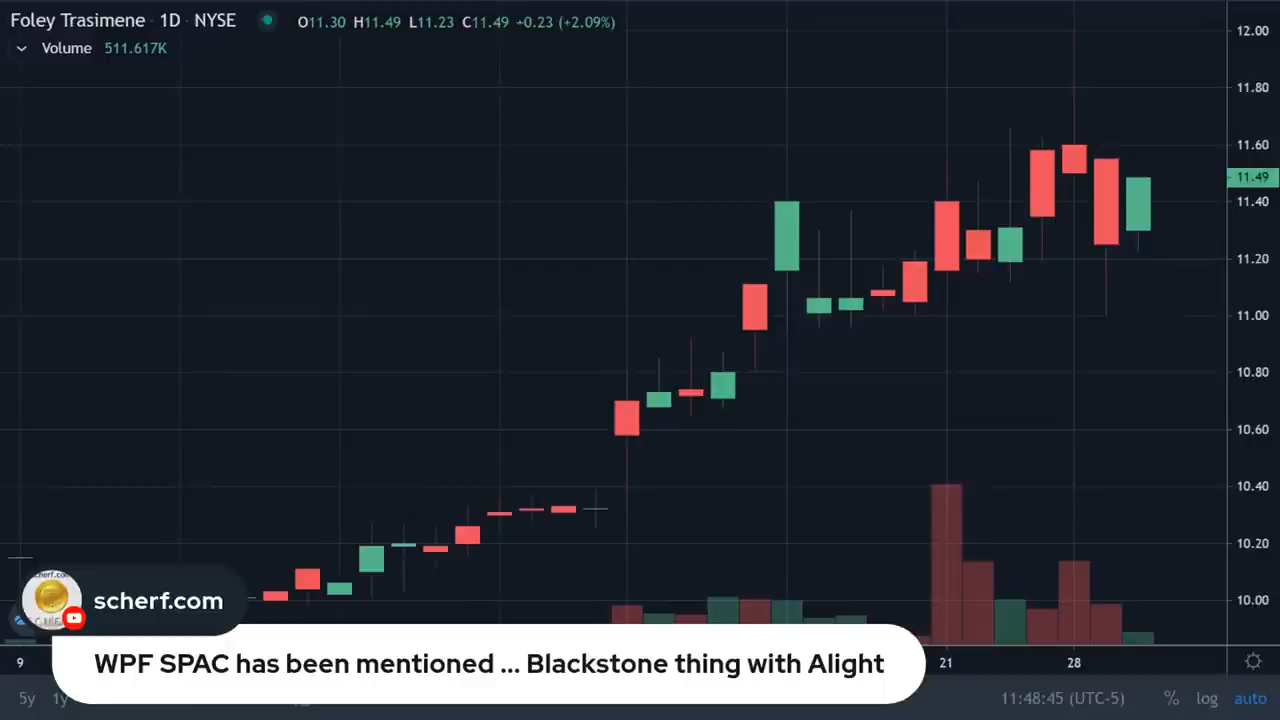 Foley Trasimene · 1D · NYSE O11.30 H11.49 L11.23 C11.49 +0.23 (+2.09%)
Volume 511.617K
12.00
11.80
11.60
11.49
11.40
11.20
11.00
10.80
10.60
10.40
10.20
10.00
scherf.com
scherf.com
WPF SPAC has been mentioned ... Blackstone thing with Alight
9 21 28
5y 1y 11:48:45 (UTC-5) % log auto